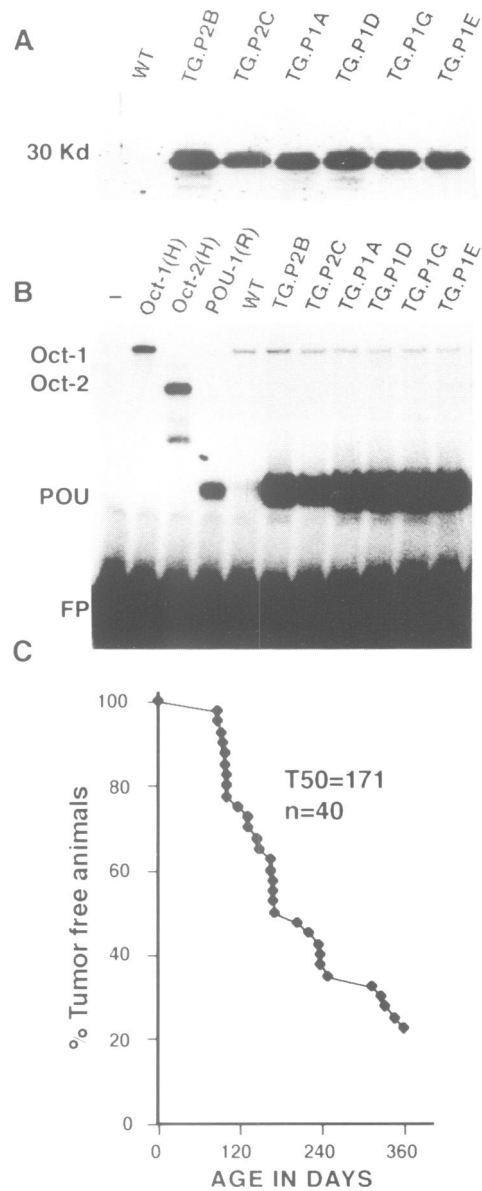 A
WT
TG.P2B
TG.P2C
TG.P1A
TG.P1D
TG.P1G
TG.P1E
30 Kd
B
–
Oct-1(H)
Oct-2(H)
POU-1(R)
WT
TG.P2B
TG.P2C
TG.P1A
TG.P1D
TG.P1G
TG.P1E
Oct-1
Oct-2
POU
FP
C
100
80
60
40
20
0
% Tumor free animals
T50=171
n=40
0
120
240
360
AGE IN DAYS